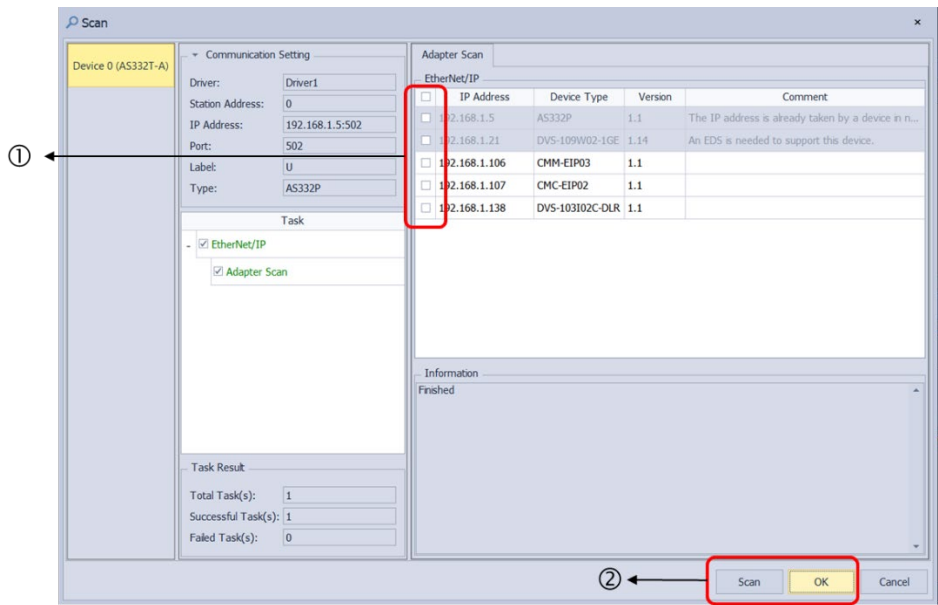 Scan
×
Device 0 (AS332T-A)
Communication Setting
Driver: Driver1
Station Address: 0
IP Address: 192.168.1.5:502
Port: 502
Label: U
Type: AS332P
Task
- EtherNet/IP
Adapter Scan
Task Result
Total Task(s): 1
Successful Task(s): 1
Failed Task(s): 0
Adapter Scan
EtherNet/IP
IP Address Device Type Version Comment
192.168.1.5 AS332P 1.1 The IP address is already taken by a device in n...
192.168.1.21 DVS-109W02-1GE 1.14 An EDS is needed to support this device.
192.168.1.106 CMM-EIP03 1.1
192.168.1.107 CMC-EIP02 1.1
192.168.1.138 DVS-103I02C-DLR 1.1
Information
Finished
①
②
Scan OK Cancel